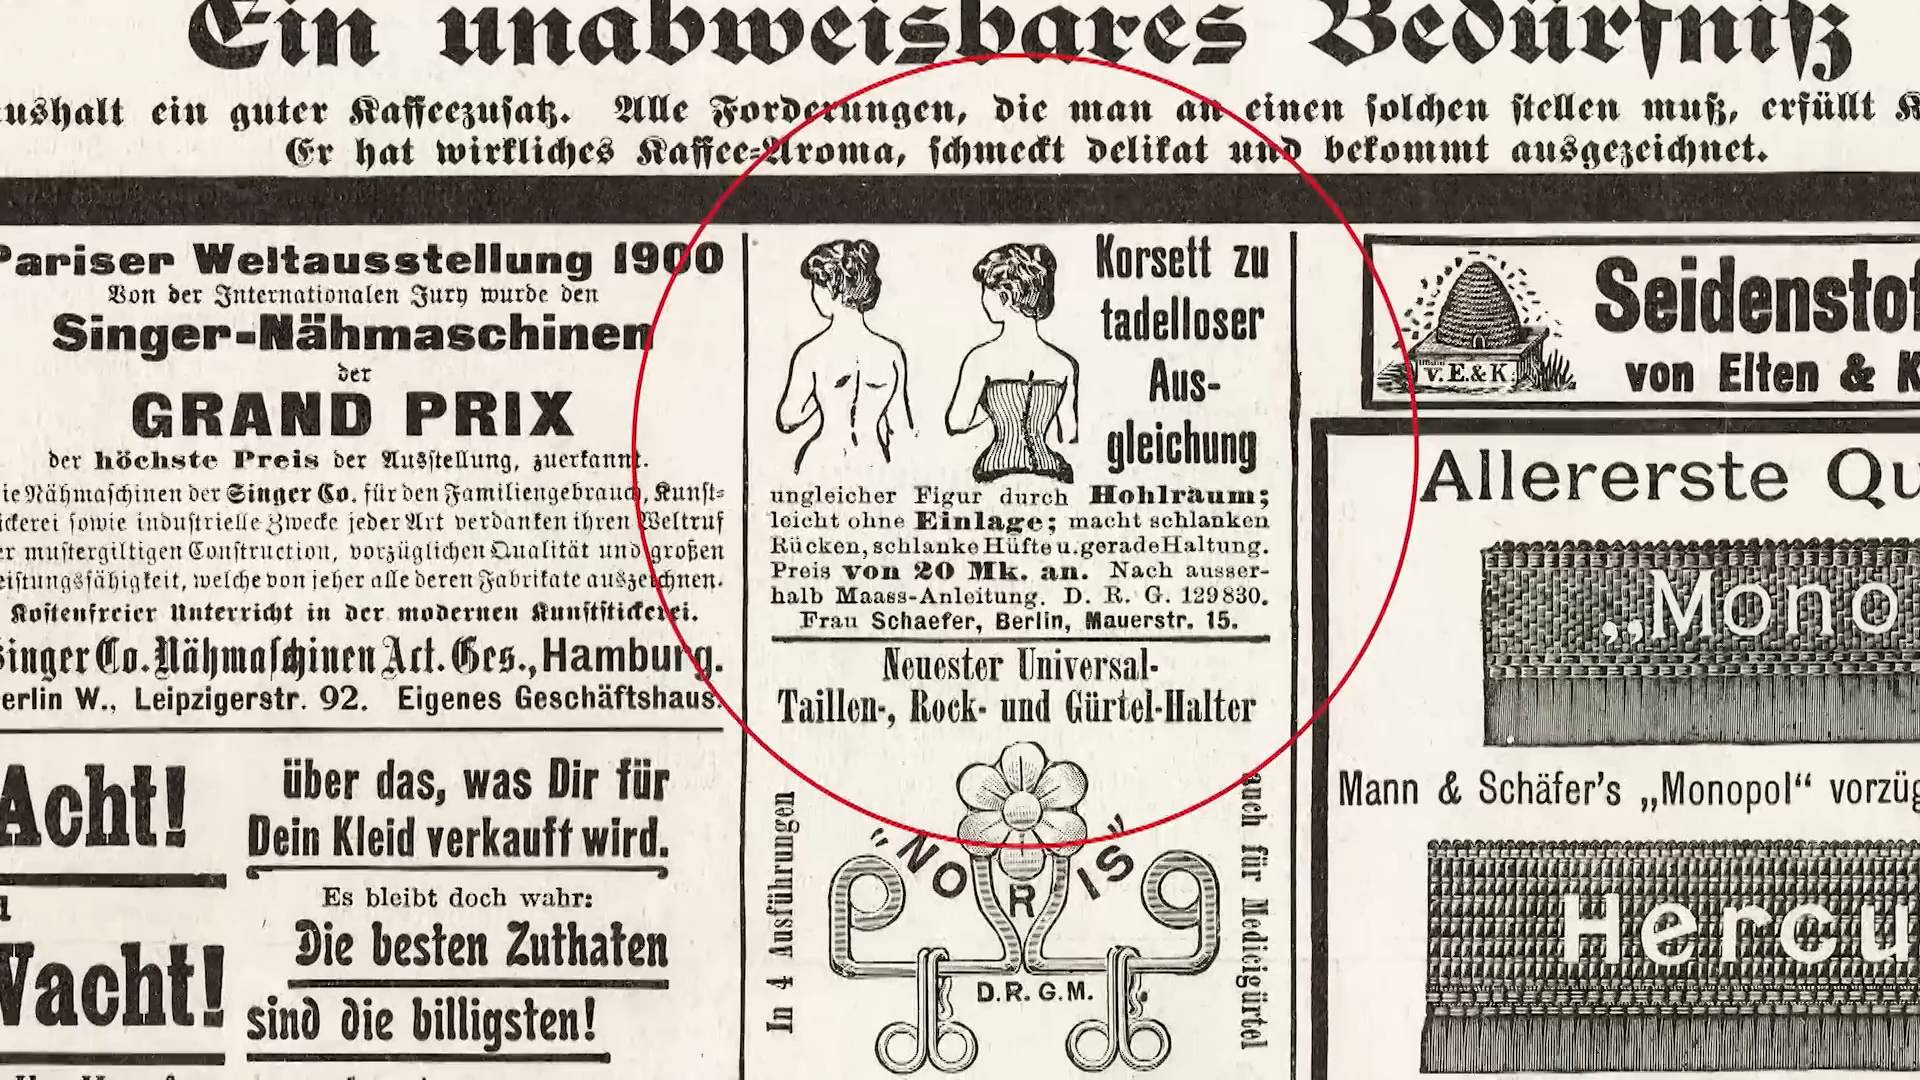 Ein unabweisbares Bedürfniß
ein guter Kaffeezusatz. Alle Forderungen, die man an einen solchen stellen muß, erfüllt
Er hat wirkliches Kaffee-Aroma, schmeckt delikat und bekommt ausgezeichnet.
Pariser Weltausstellung 1900
Von der Internationalen Jury wurde den
Singer-Nähmaschinen
der
GRAND PRIX
der höchste Preis der Ausstellung, zuerkannt.
Nähmaschinen der Singer Co. für den Familiengebrauch, Kunst-
sowie industrielle Zwecke jeder Art verdanken ihren Weltruf
mustergiltigen Construction, vorzüglichen Qualität und großen
welche von jeher alle deren Fabrikate auszeichnen.
Kostenfreier Unterricht in der modernen Kunststickerei.
Singer Co. Nähmaschinen Act. Ges., Hamburg.
Berlin W., Leipzigerstr. 92. Eigenes Geschäftshaus.
Acht!
über das, was Dir für
Dein Kleid verkauft wird.
Es bleibt doch wahr:
Wacht!
Die besten Zuthaten
sind die billigsten!
Korsett zu
tadelloser
Aus-
gleichung
ungleicher Figur durch Hohlraum;
leicht ohne Einlage; macht schlanken
Rücken, schlanke Hüfte u. gerade Haltung.
Preis von 20 Mk. an. Nach ausser-
halb Maass-Anleitung. D. R. G. 129830.
Frau Schaefer, Berlin, Mauerstr. 15.
Neuester Universal-
Taillen-, Rock- und Gürtel-Halter
In 4 Ausführungen
„NORIS”
auch für Medicigürtel
D.R.G.M.
v. E. & K.
Seidenstof
von Elten & K
Allererste Qu
„Mono
Mann & Schäfer's „Monopol“ vorzüg
Hercu